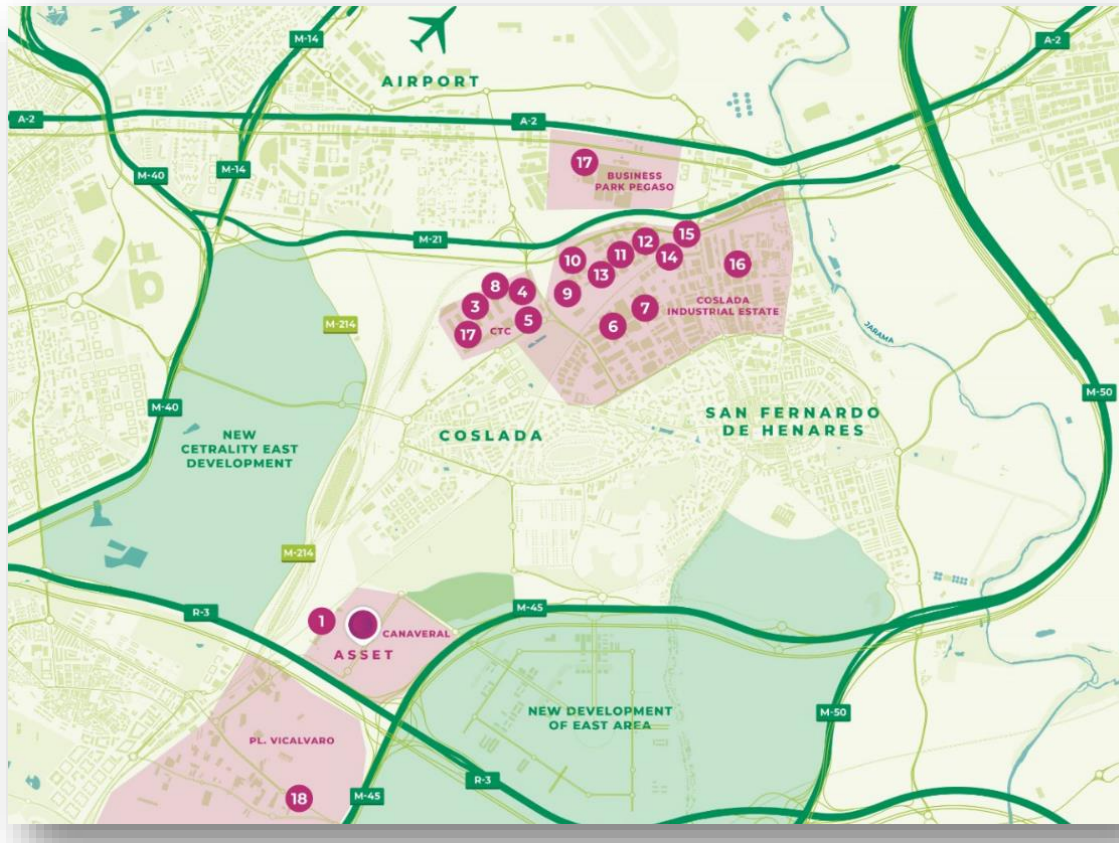 M-14
AIRPORT
A-2
A-2
A-2
M-14
M-40
17
BUSINESS
PARK PEGASO
M-21
10
11
12
15
13
14
16
8
4
9
3
5
17
CTC
7
6
COSLADA
INDUSTRIAL ESTATE
M-214
JARAMA
M-50
M-40
SAN FERNANDO
DE HENARES
COSLADA
NEW
CETRALITY EAST
DEVELOPMENT
M-214
R-3
M-45
1
CANAVERAL
ASSET
NEW DEVELOPMENT
OF EAST AREA
M-50
PL. VICALVARO
R-3
18
M-45